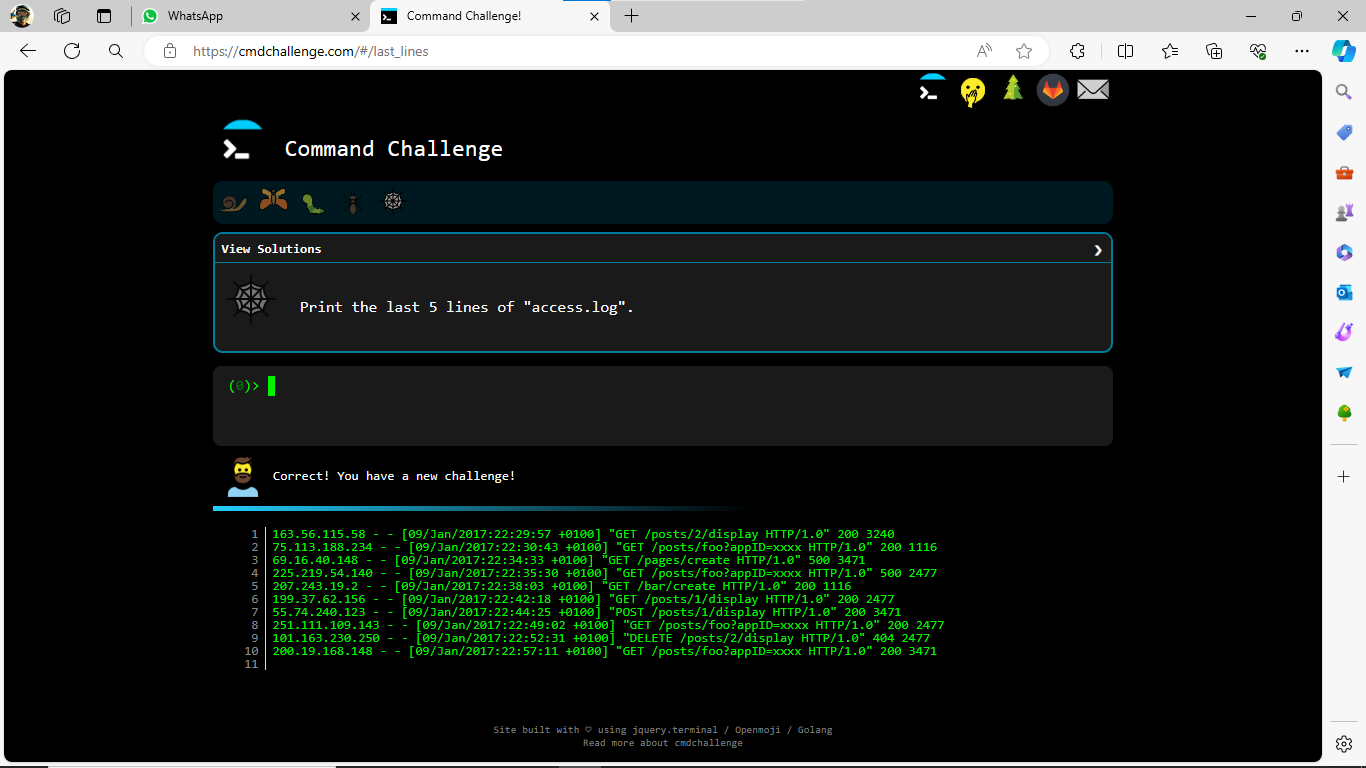 WhatsApp
Command Challenge!
https://cmdchallenge.com/#/last_lines
Command Challenge
View Solutions
Print the last 5 lines of "access.log".
(0)>
Correct! You have a new challenge!
1 163.56.115.58 - - [09/Jan/2017:22:29:57 +0100] "GET /posts/2/display HTTP/1.0" 200 3240
2 75.113.188.234 - - [09/Jan/2017:22:30:43 +0100] "GET /posts/foo?appID=xxxx HTTP/1.0" 200 1116
3 69.16.40.148 - - [09/Jan/2017:22:34:33 +0100] "GET /pages/create HTTP/1.0" 500 3471
4 225.219.54.140 - - [09/Jan/2017:22:35:30 +0100] "GET /posts/foo?appID=xxxx HTTP/1.0" 500 2477
5 207.243.19.2 - - [09/Jan/2017:22:38:03 +0100] "GET /bar/create HTTP/1.0" 200 1116
6 199.37.62.156 - - [09/Jan/2017:22:42:18 +0100] "GET /posts/1/display HTTP/1.0" 200 2477
7 55.74.240.123 - - [09/Jan/2017:22:44:25 +0100] "POST /posts/1/display HTTP/1.0" 200 3471
8 251.111.109.143 - - [09/Jan/2017:22:49:02 +0100] "GET /posts/foo?appID=xxxx HTTP/1.0" 200 2477
9 101.163.230.250 - - [09/Jan/2017:22:52:31 +0100] "DELETE /posts/2/display HTTP/1.0" 404 2477
10 200.19.168.148 - - [09/Jan/2017:22:57:11 +0100] "GET /posts/foo?appID=xxxx HTTP/1.0" 200 3471
11
Site built with ♡ using jquery.terminal / Openmoji / Golang
Read more about cmdchallenge